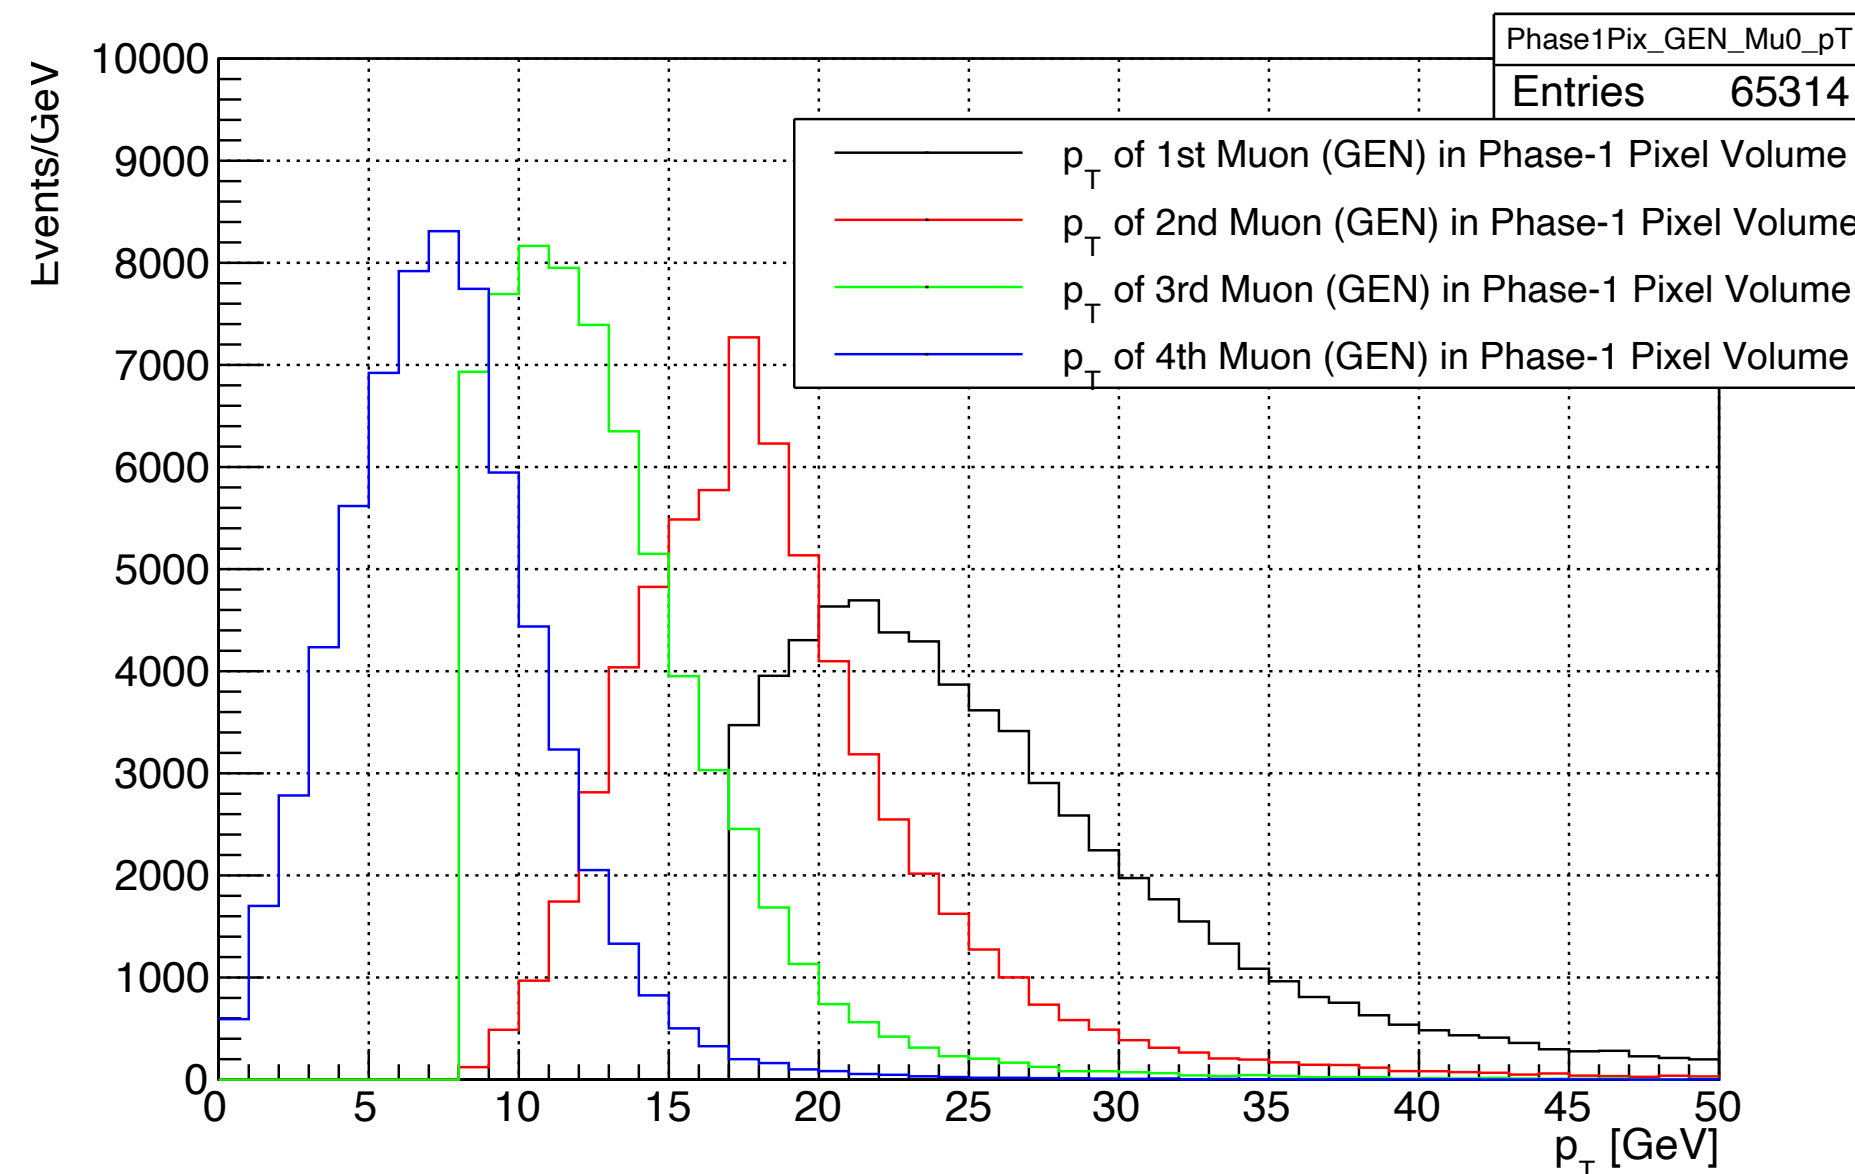 Phase1Pix_GEN_Mu0_pT
Entries 65314
Events/GeV
10000
9000
8000
7000
6000
5000
4000
3000
2000
1000
0
p_T of 1st Muon (GEN) in Phase-1 Pixel Volume
p_T of 2nd Muon (GEN) in Phase-1 Pixel Volume
p_T of 3rd Muon (GEN) in Phase-1 Pixel Volume
p_T of 4th Muon (GEN) in Phase-1 Pixel Volume
0 5 10 15 20 25 30 35 40 45 50
p_T [GeV]